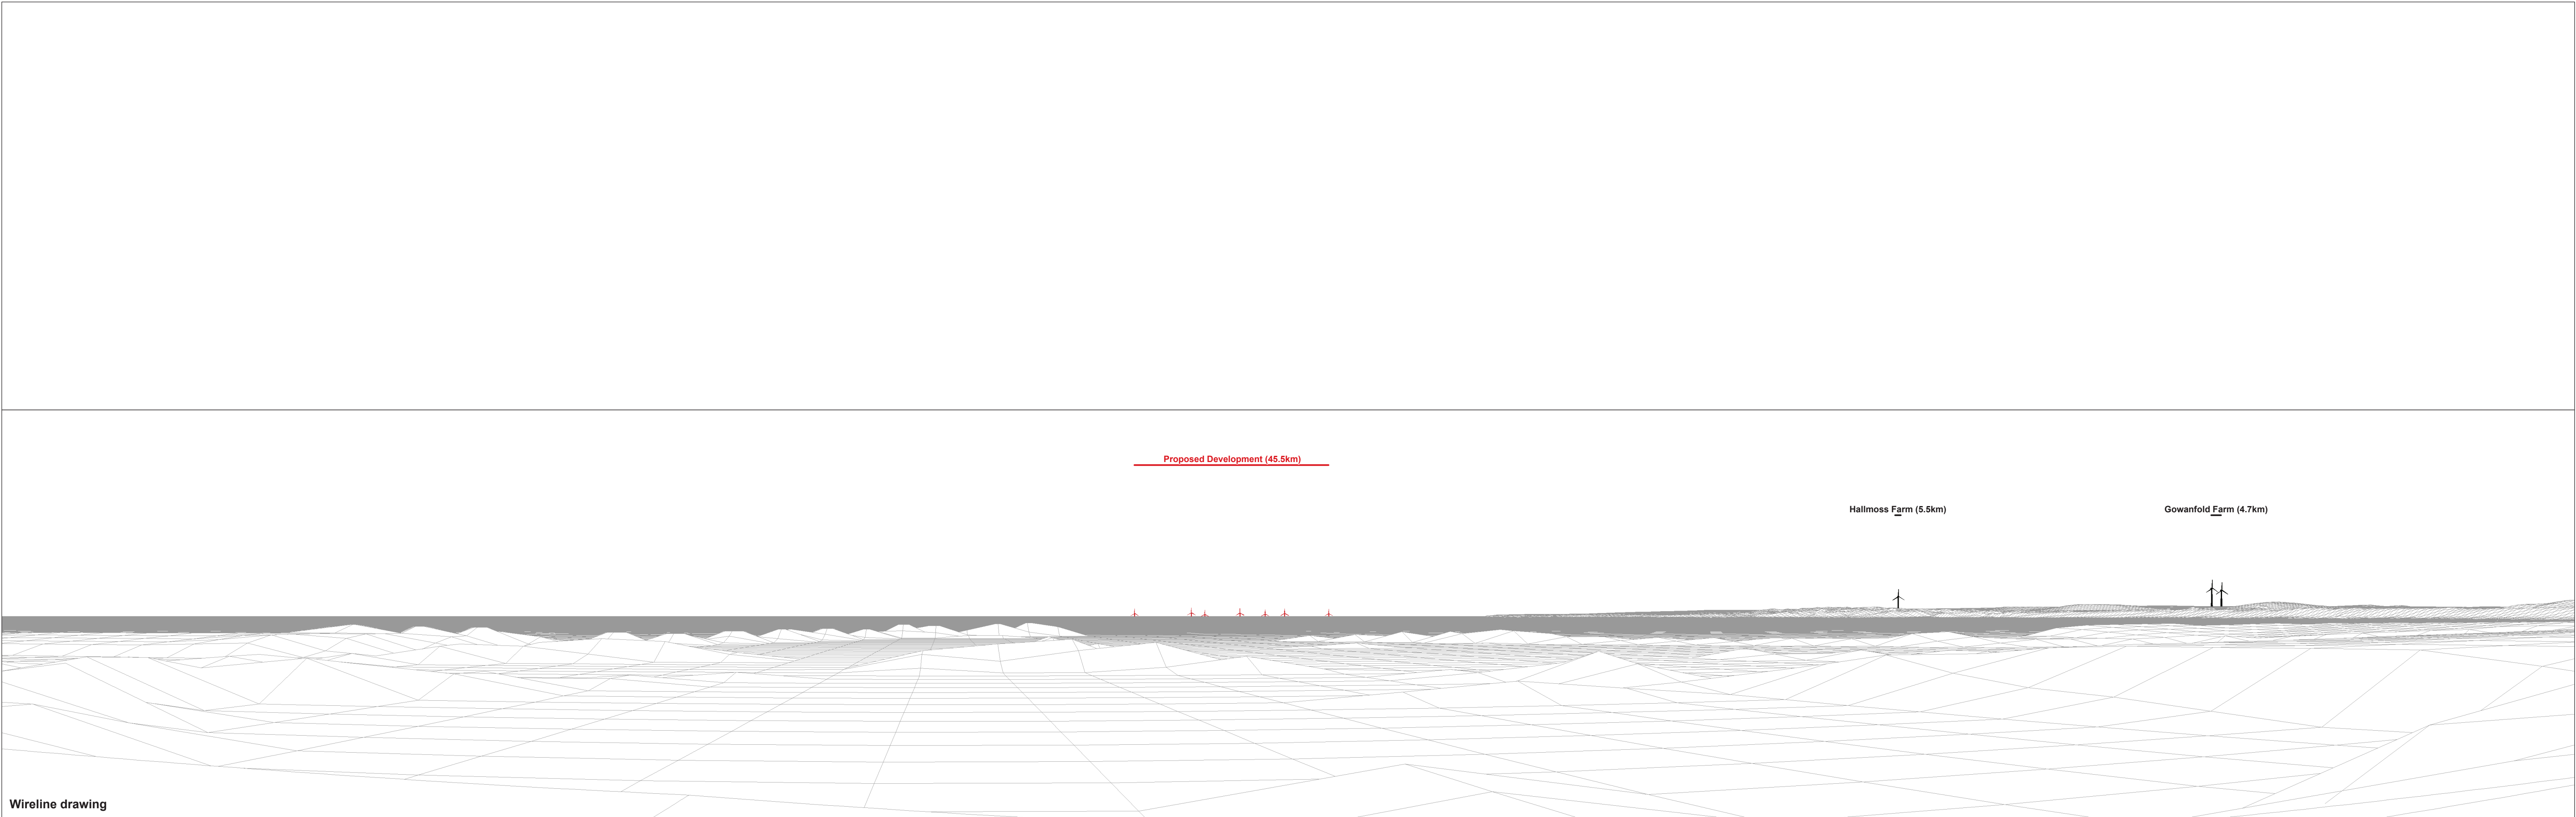 Proposed Development (45.5km)
Hallmoss Farm (5.5km)
Gowanfold Farm (4.7km)
Wireline drawing